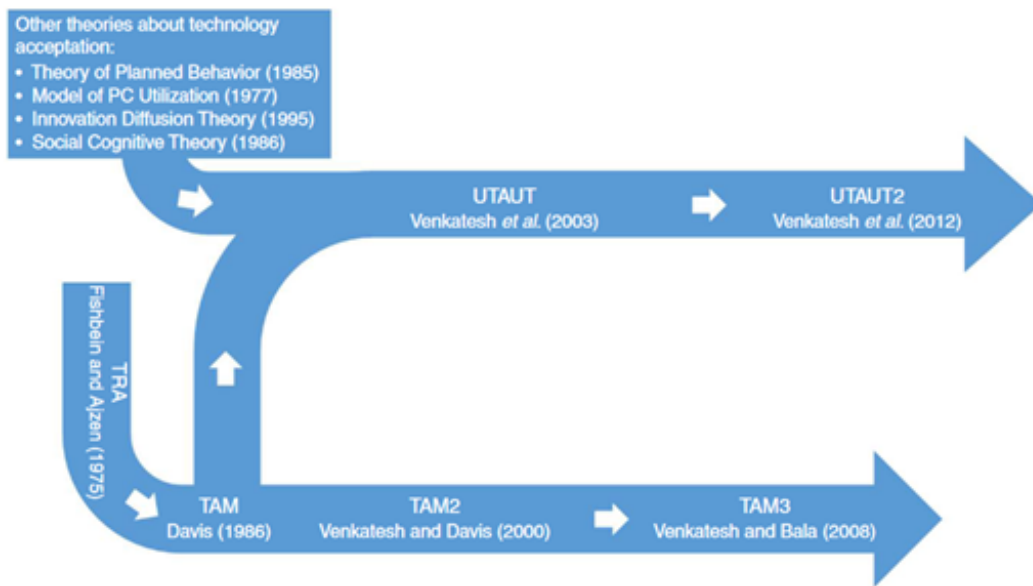 Other theories about technology
acceptation:
• Theory of Planned Behavior (1985)
• Model of PC Utilization (1977)
• Innovation Diffusion Theory (1995)
• Social Cognitive Theory (1986)
UTAUT
Venkatesh et al. (2003)
UTAUT2
Venkatesh et al. (2012)
TRA
Fishbein and Ajzen (1975)
TAM
Davis (1986)
TAM2
Venkatesh and Davis (2000)
TAM3
Venkatesh and Bala (2008)